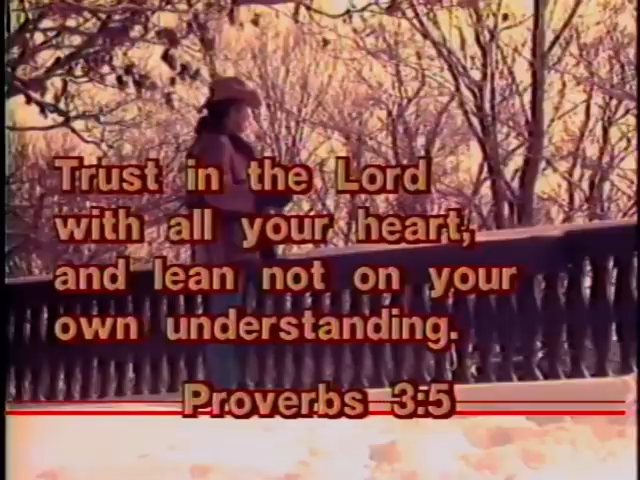 Trust in the Lord
with all your heart,
and lean not on your
own understanding.
Proverbs 3:5